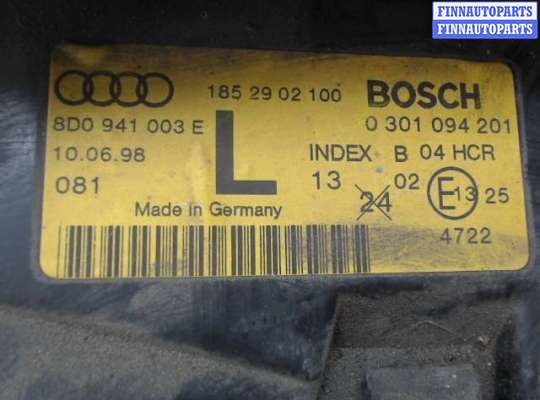 FINNAUTOPARTS
FINNAUTOPARTS
185 29 02 100 BOSCH
8D0 941 003 E 0 301 094 201
10.06.98 L INDEX B 04 HCR
081 13 24 02 E 13 25
Made in Germany 4722